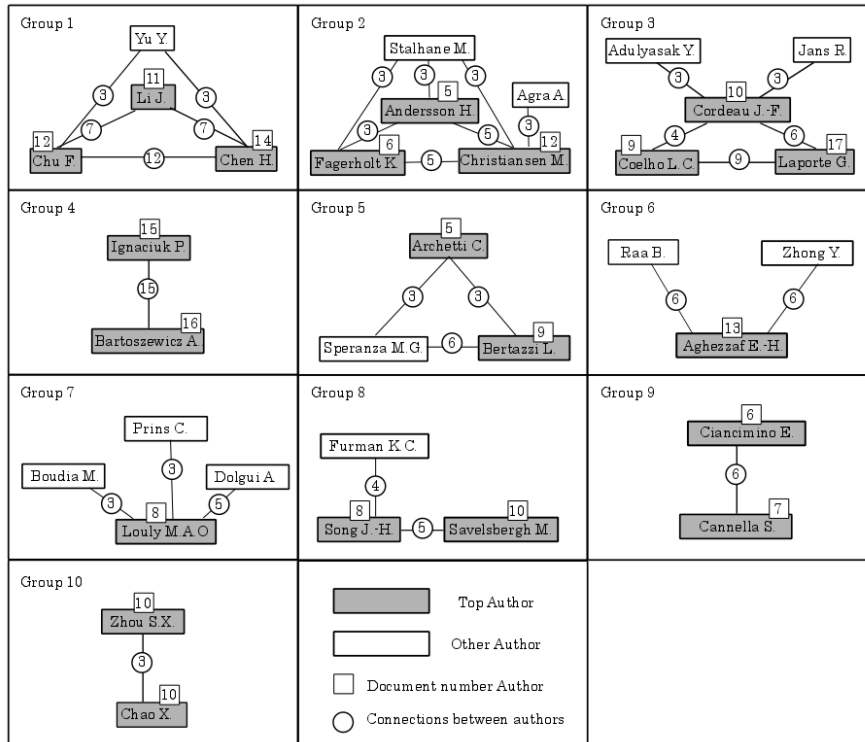 Group 1
Yu Y.
11
Li J.
3
3
7
7
12
Chu F.
12
14
Chen H.
Group 2
Stalhane M.
3
3
3
5
Andersson H.
Agra A.
3
3
5
6
Fagerholt K.
5
12
Christiansen M.
Group 3
Adulyasak Y.
Jans R.
3
3
10
Cordeau J.-F.
4
6
9
Coelho L. C.
9
17
Laporte G.
Group 4
15
Ignaciuk P.
15
16
Bartoszewicz A.
Group 5
5
Archetti C.
3
3
Speranza M.G.
6
9
Bertazzi L.
Group 6
Raa B.
Zhong Y.
6
6
13
Aghezzaf E.-H.
Group 7
Prins C.
Boudia M.
Dolgui A.
3
3
5
8
Louly M.A.O
Group 8
Furman K.C.
4
8
Song J.-H.
5
10
Savelsbergh M.
Group 9
6
Ciancimino E.
6
7
Cannella S.
Group 10
10
Zhou S.X.
3
10
Chao X.
Top Author
Other Author
Document number Author
Connections between authors